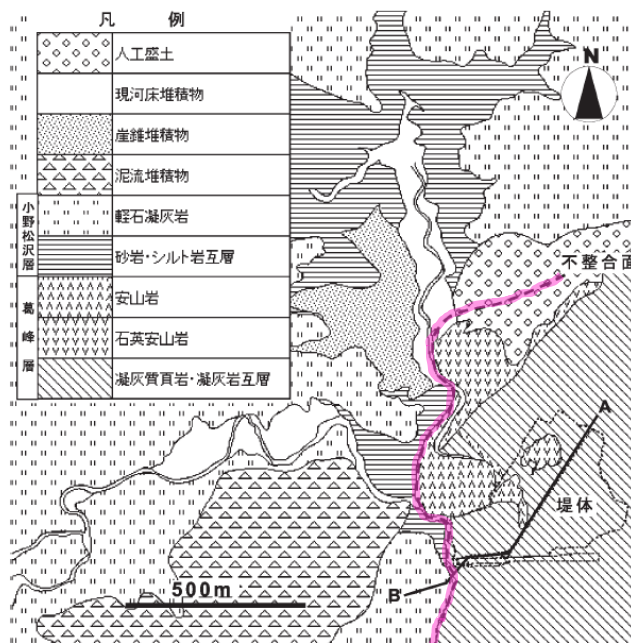 凡 例
人工盛土
現河床堆積物
崖錐堆積物
泥流堆積物
軽石凝灰岩
砂岩・シルト岩互層
安山岩
石英安山岩
凝灰質頁岩・凝灰岩互層
小野松沢層
葛峰層
N
不整合面
A
堤体
B'
500m